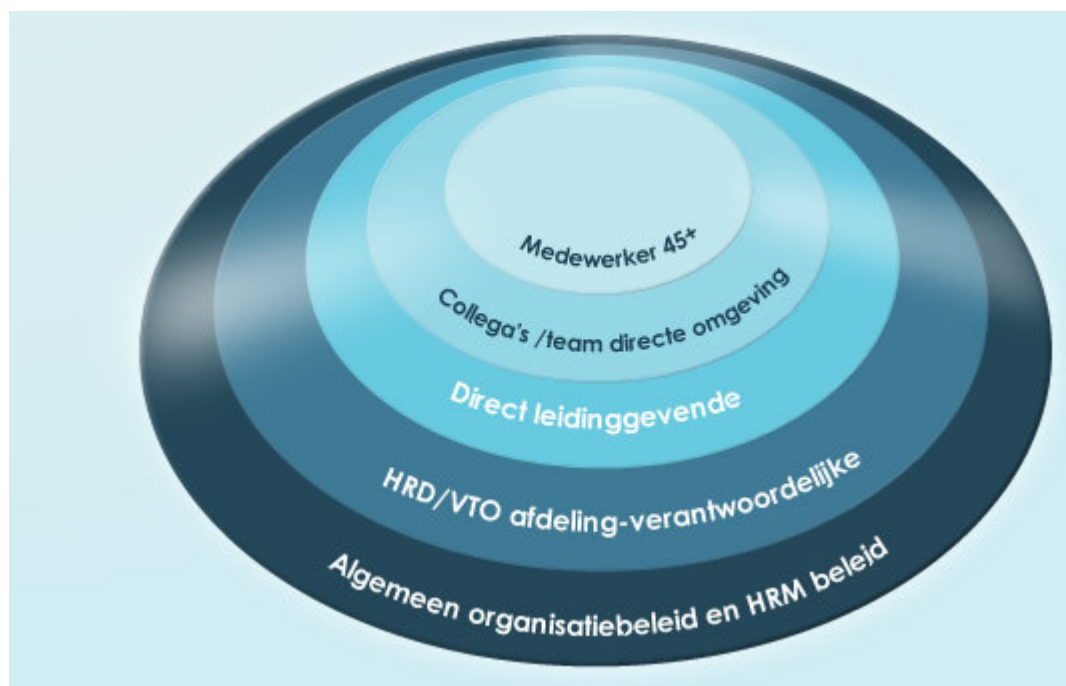 Medewerker 45+
Collega's /team directe omgeving
Direct leidinggevende
HRD/VTO afdeling-verantwoordelijke
Algemeen organisatiebeleid en HRM beleid